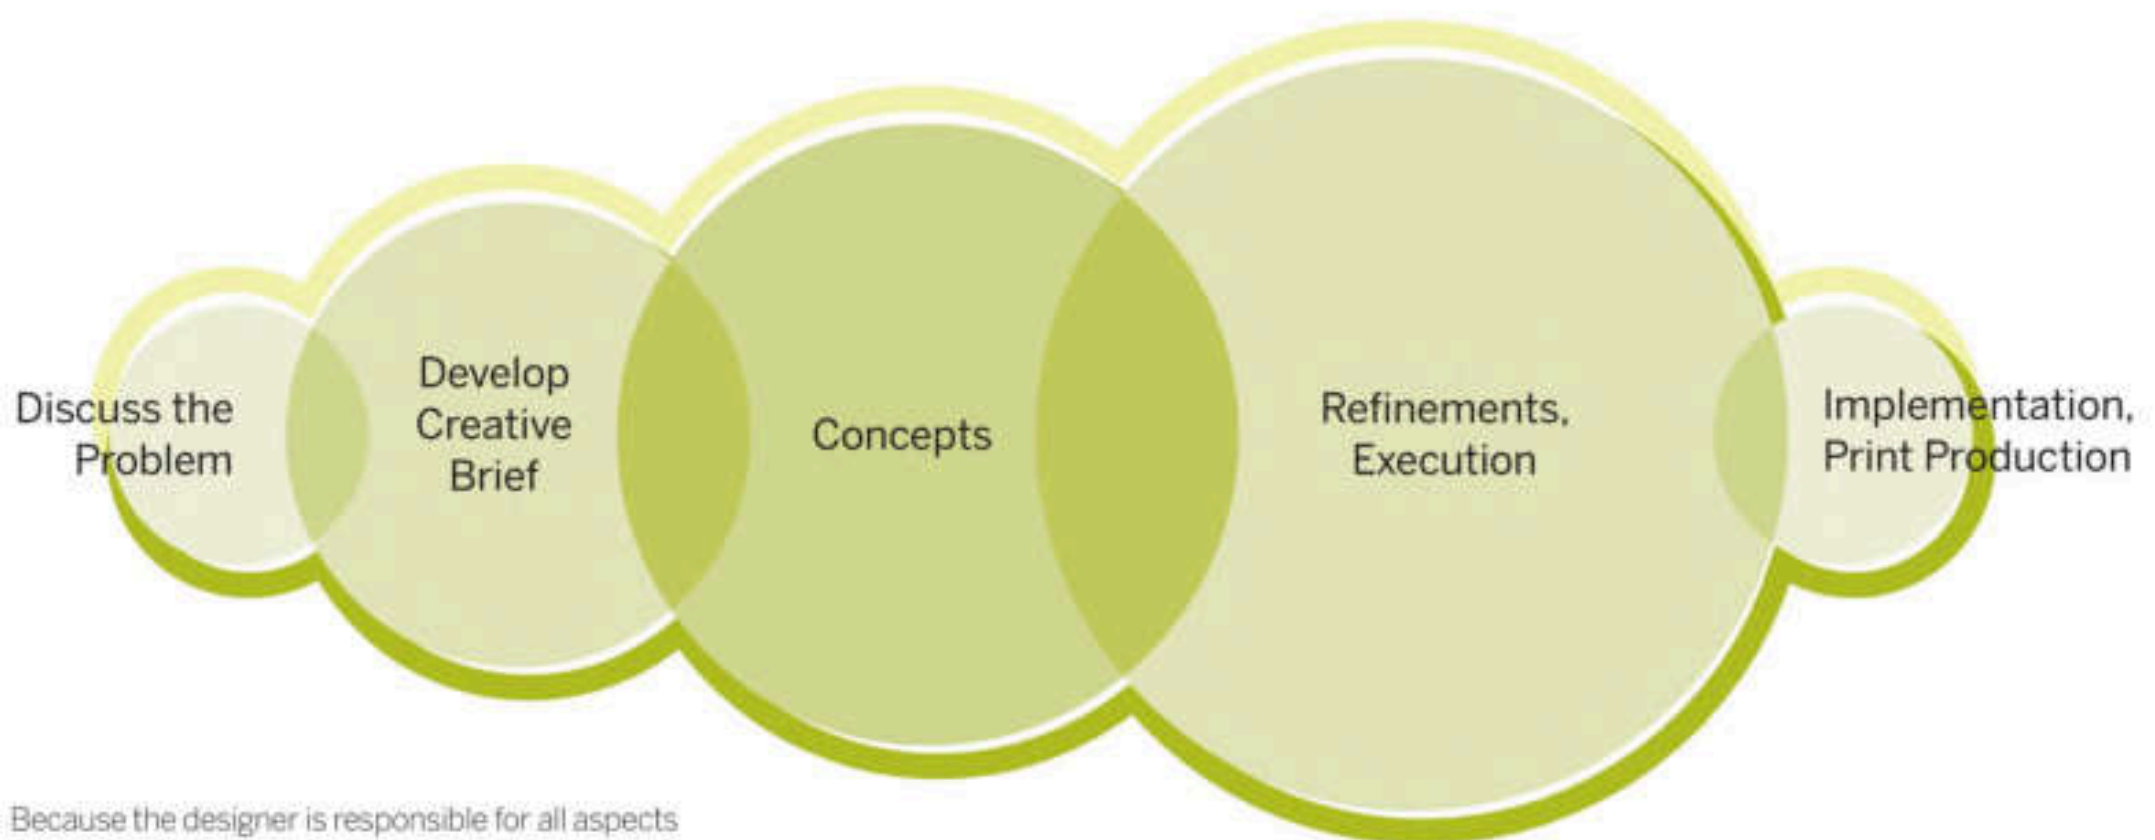 Discuss the
Problem
Develop
Creative
Brief
Concepts
Refinements,
Execution
Implementation,
Print Production
Because the designer is responsible for all aspects